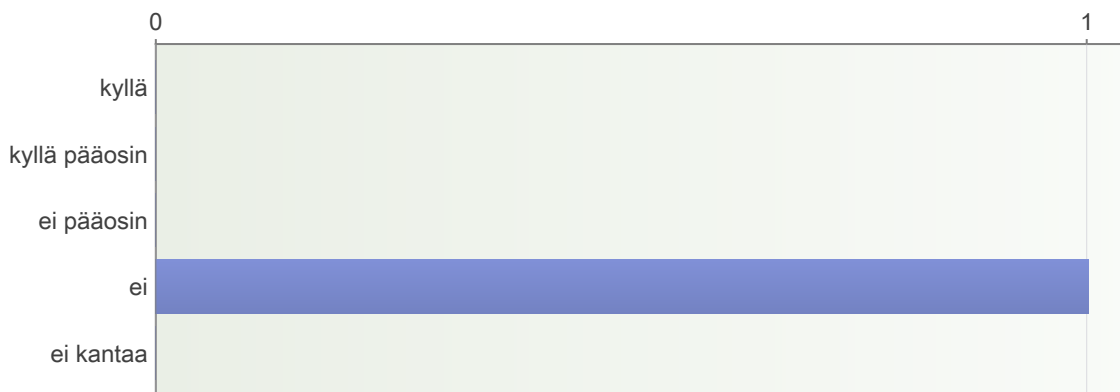 0 1
kyllä
kyllä pääosin
ei pääosin
ei
ei kantaa